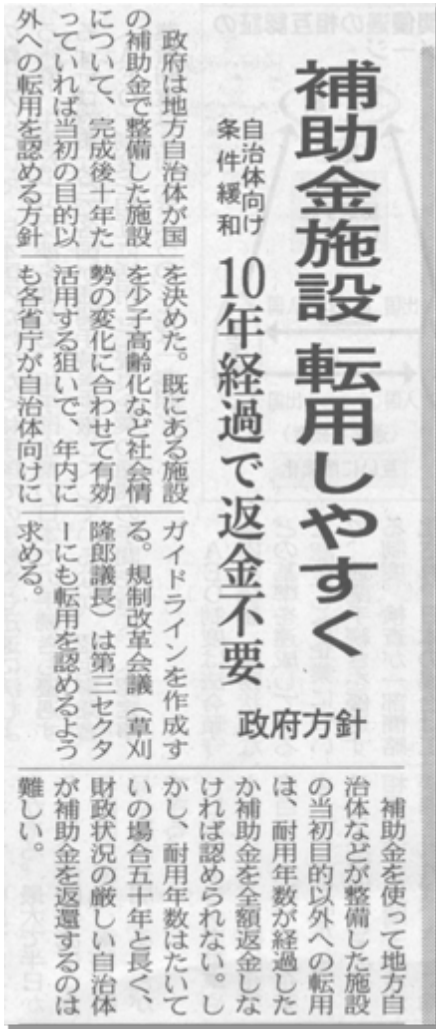 補助金施設 転用しやすく
自治体向け
条件緩和
10年経過で返金不要
政府方針
政府は地方自治体が国
の補助金で整備した施設
について、完成後十年た
っていれば当初の目的以
外への転用を認める方針
を決めた。既にある施設
を少子高齢化など社会情
勢の変化に合わせて有効
活用する狙いで、年内に
も各省庁が自治体向けに
ガイドラインを作成す
る。規制改革会議（草刈
隆郎議長）は第三セクタ
ーにも転用を認めるよう
求める。
補助金を使って地方自
治体などが整備した施設
の当初目的以外への転用
は、耐用年数が経過した
か補助金を全額返金しな
ければ認められない。し
かし、耐用年数はたいて
いの場合五十年と長く、
財政状況の厳しい自治体
が補助金を返還するのは
難しい。